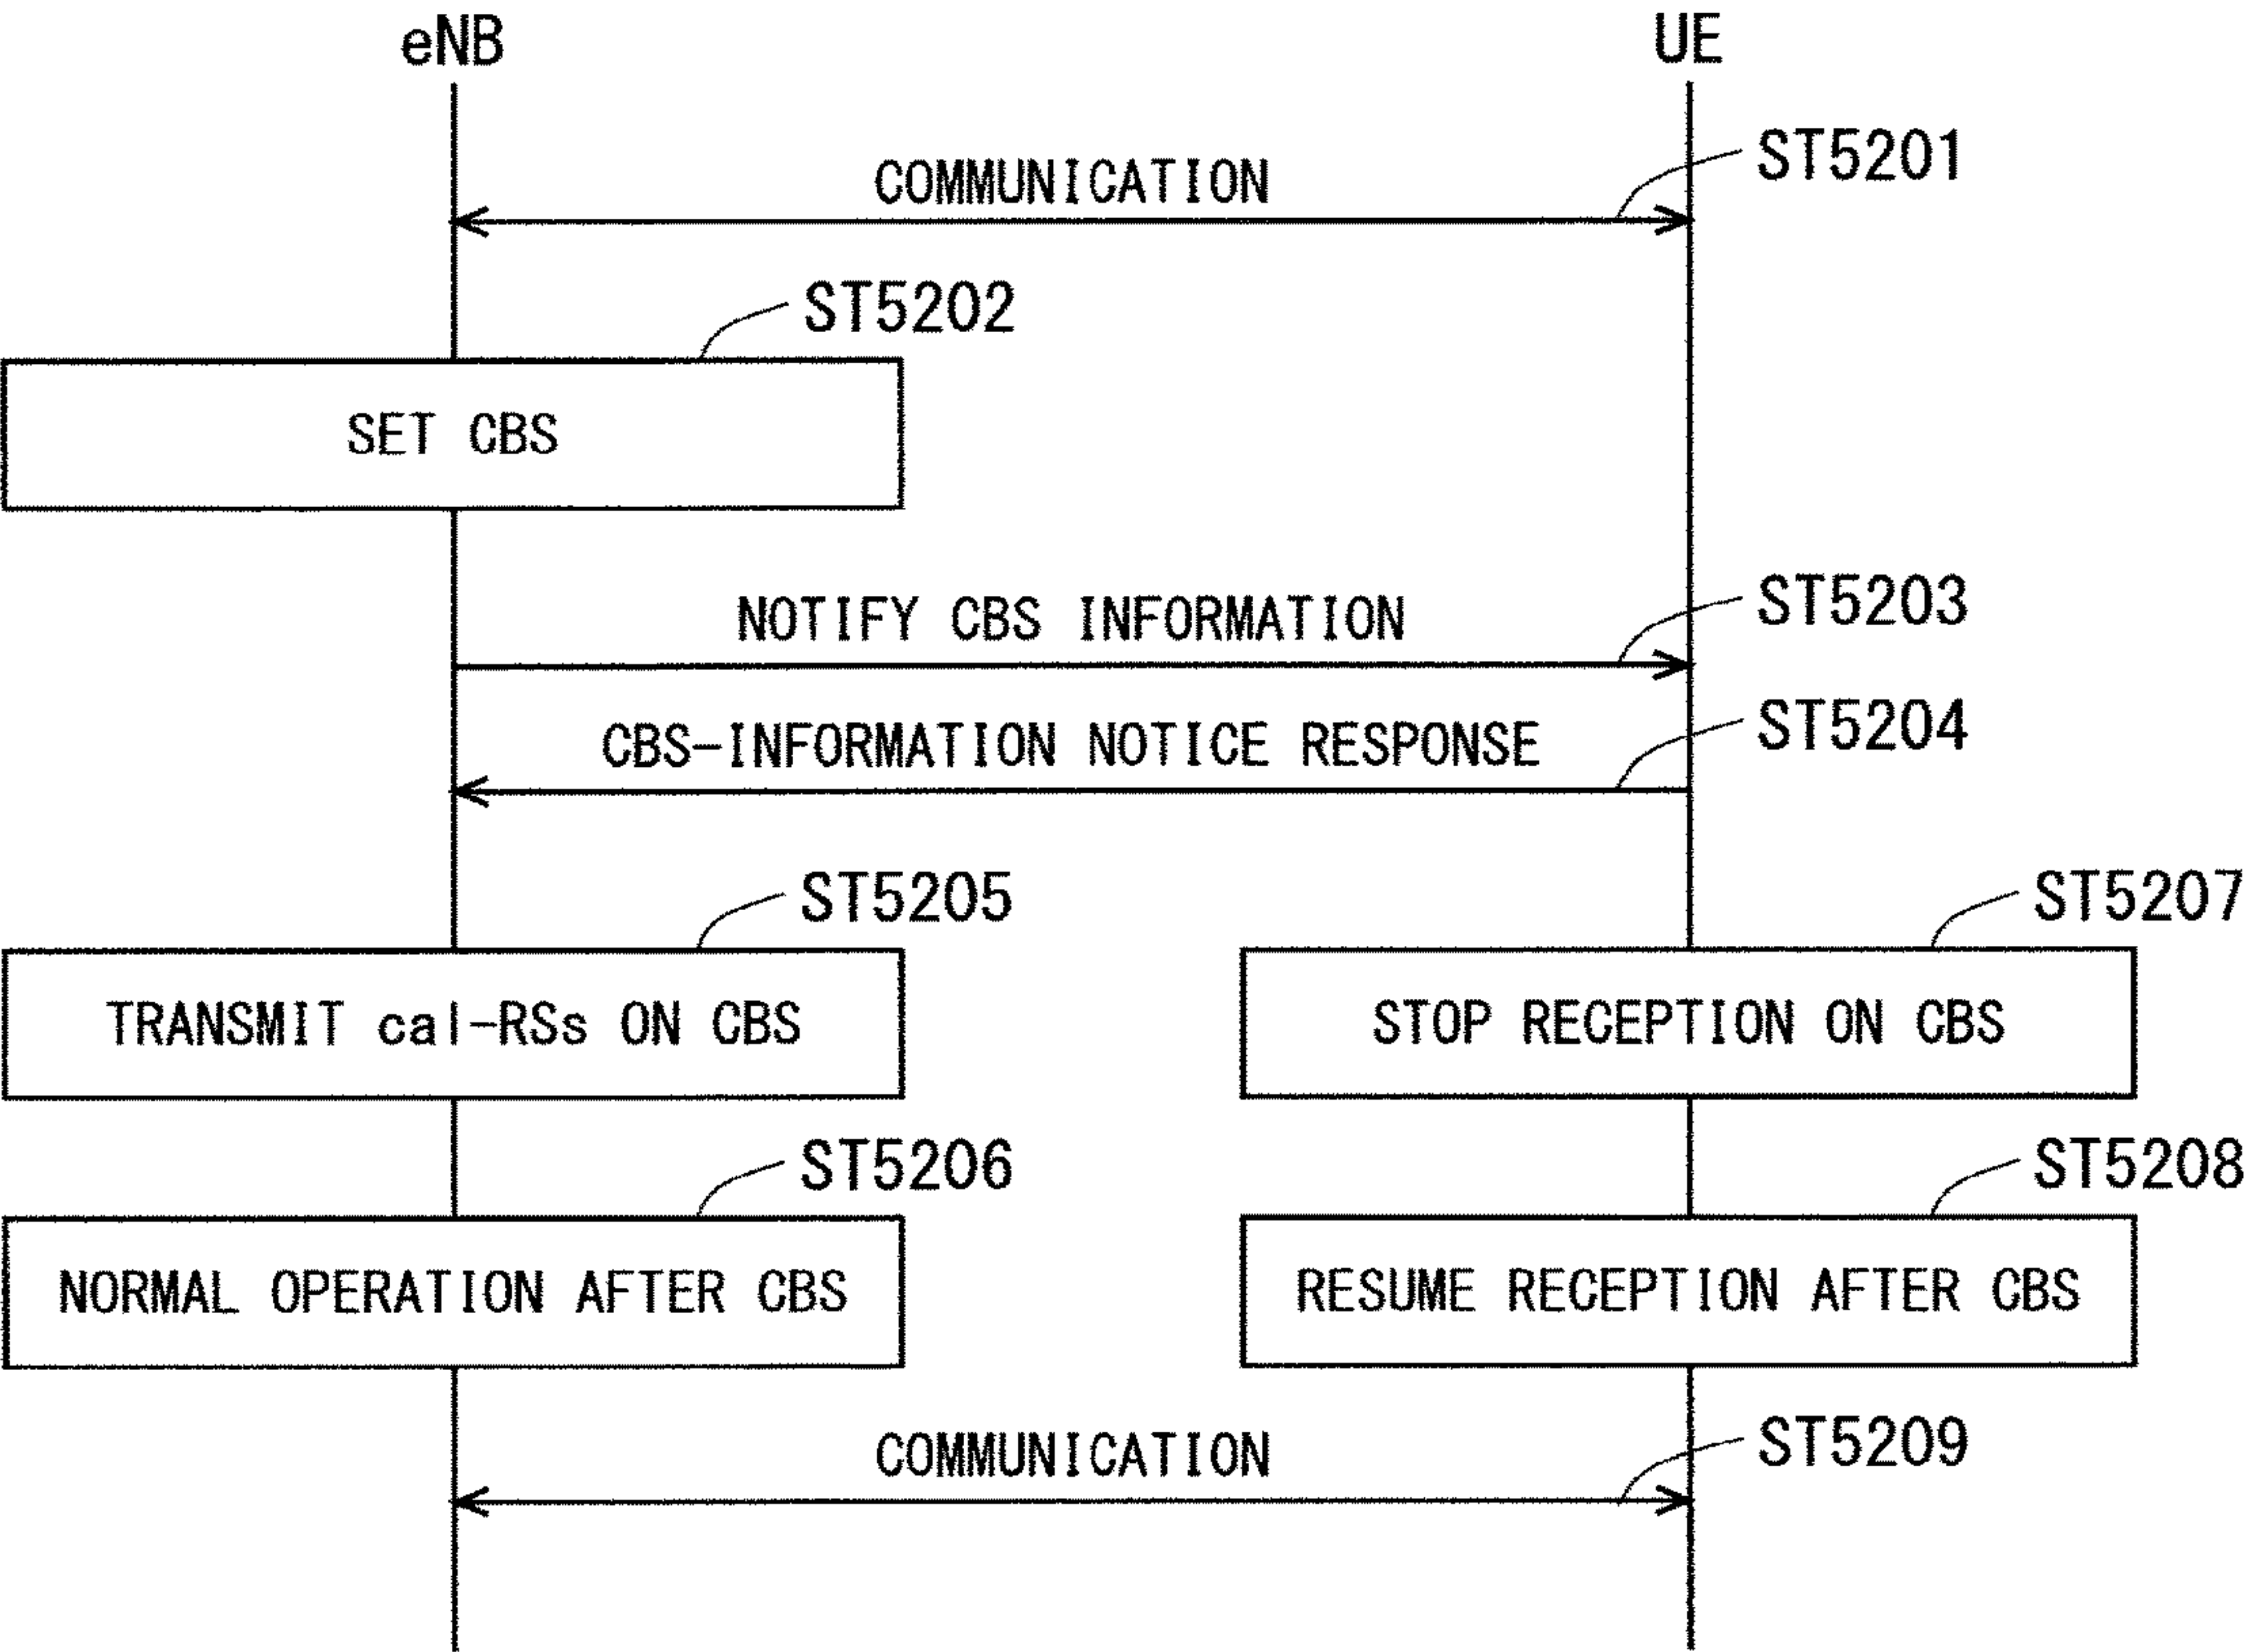 eNB
UE
ST5201
COMMUNICATION
ST5202
SET CBS
ST5203
NOTIFY CBS INFORMATION
ST5204
CBS-INFORMATION NOTICE RESPONSE
ST5205
ST5207
TRANSMIT cal-RSs ON CBS
STOP RECEPTION ON CBS
ST5206
ST5208
NORMAL OPERATION AFTER CBS
RESUME RECEPTION AFTER CBS
ST5209
COMMUNICATION